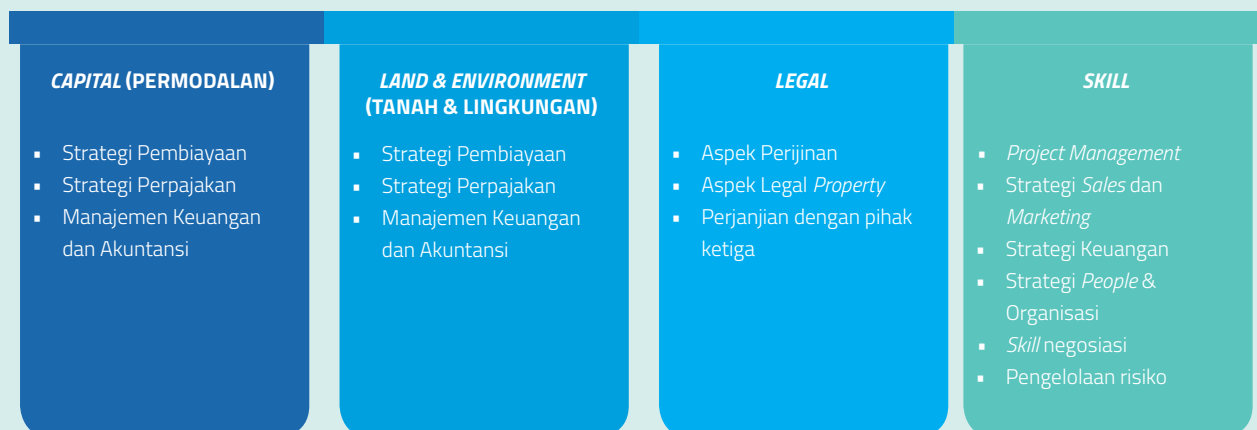 CAPITAL (PERMODALAN)
▪ Strategi Pembiayaan
▪ Strategi Perpajakan
▪ Manajemen Keuangan
dan Akuntansi
LAND & ENVIRONMENT
(TANAH & LINGKUNGAN)
▪ Strategi Pembiayaan
▪ Strategi Perpajakan
▪ Manajemen Keuangan
dan Akuntansi
LEGAL
▪ Aspek Perijinan
▪ Aspek Legal Property
▪ Perjanjian dengan pihak
ketiga
SKILL
▪ Project Management
▪ Strategi Sales dan
Marketing
▪ Strategi Keuangan
▪ Strategi People &
Organisasi
▪ Skill negosiasi
▪ Pengelolaan risiko